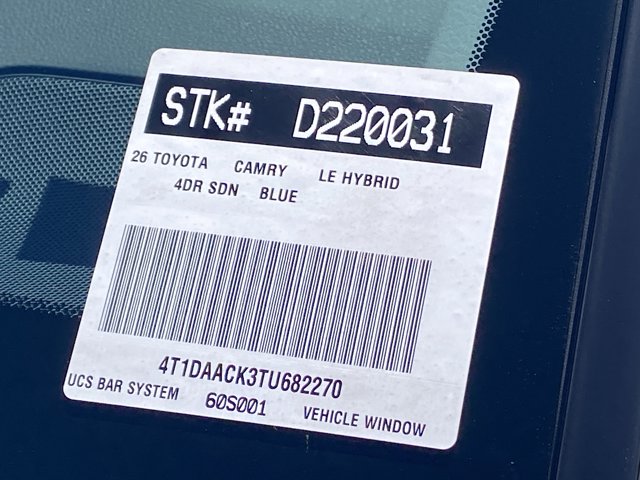 STK# D220031
26 TOYOTA CAMRY LE HYBRID
4DR SDN BLUE
4T1DAACK3TU682270
UCS BAR SYSTEM 60S001 VEHICLE WINDOW